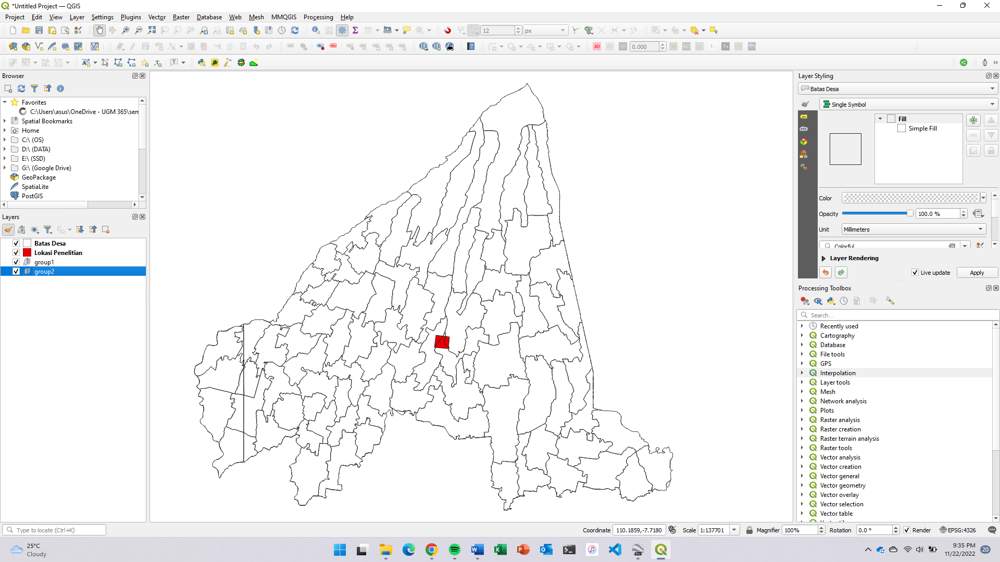 *Untitled Project — QGIS
Project Edit View Layer Settings Plugins Vector Raster Database Web Mesh MMQGIS Processing Help
12
px
0.000
Browser
Favorites
C:\Users\asus\OneDrive - UGM 365\sem
Spatial Bookmarks
Home
C:\ (OS)
D:\ (DATA)
E:\ (SSD)
G:\ (Google Drive)
GeoPackage
SpatiaLite
PostGIS
Layers
Batas Desa
Lokasi Penelitian
group1
group2
Layer Styling
Batas Desa
Single Symbol
Fill
Simple Fill
Color
Opacity
100.0 %
Unit
Millimeters
Colorful
Layer Rendering
Live update
Apply
Processing Toolbox
Search...
Recently used
Cartography
Database
File tools
GPS
Interpolation
Layer tools
Mesh
Network analysis
Plots
Raster analysis
Raster creation
Raster terrain analysis
Raster tools
Vector analysis
Vector creation
Vector general
Vector geometry
Vector overlay
Vector selection
Vector table
Type to locate (Ctrl+K)
Coordinate 110.1859,-7.7180 Scale 1:137701 Magnifier 100% Rotation 0.0 ° Render EPSG:4326
25°C
Cloudy
9:35 PM
11/22/2022
20